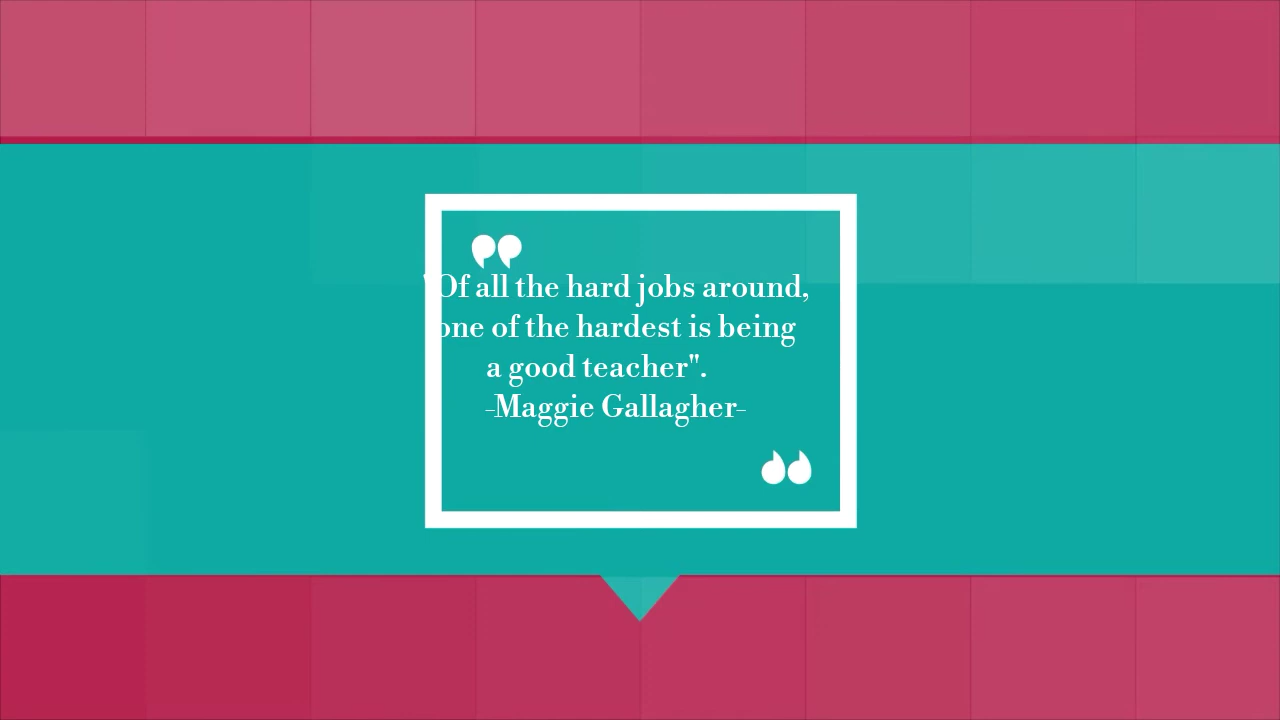 "Of all the hard jobs around,
one of the hardest is being
a good teacher".
-Maggie Gallagher-